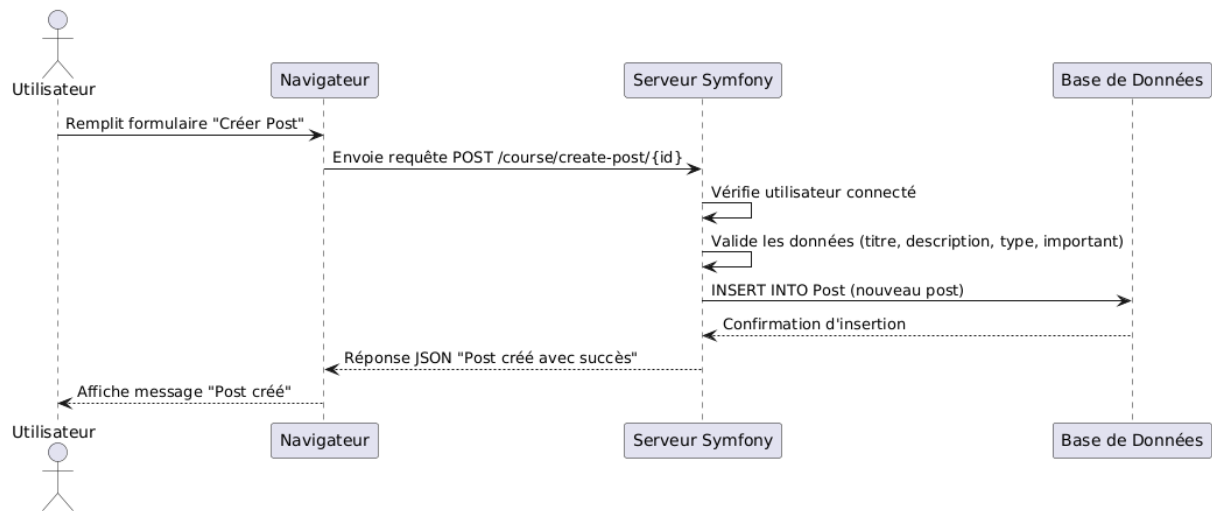 Utilisateur
Navigateur
Serveur Symfony
Base de Données
Remplit formulaire "Créer Post"
Envoie requête POST /course/create-post/{id}
Vérifie utilisateur connecté
Valide les données (titre, description, type, important)
INSERT INTO Post (nouveau post)
Confirmation d'insertion
Réponse JSON "Post créé avec succès"
Affiche message "Post créé"
Utilisateur
Navigateur
Serveur Symfony
Base de Données